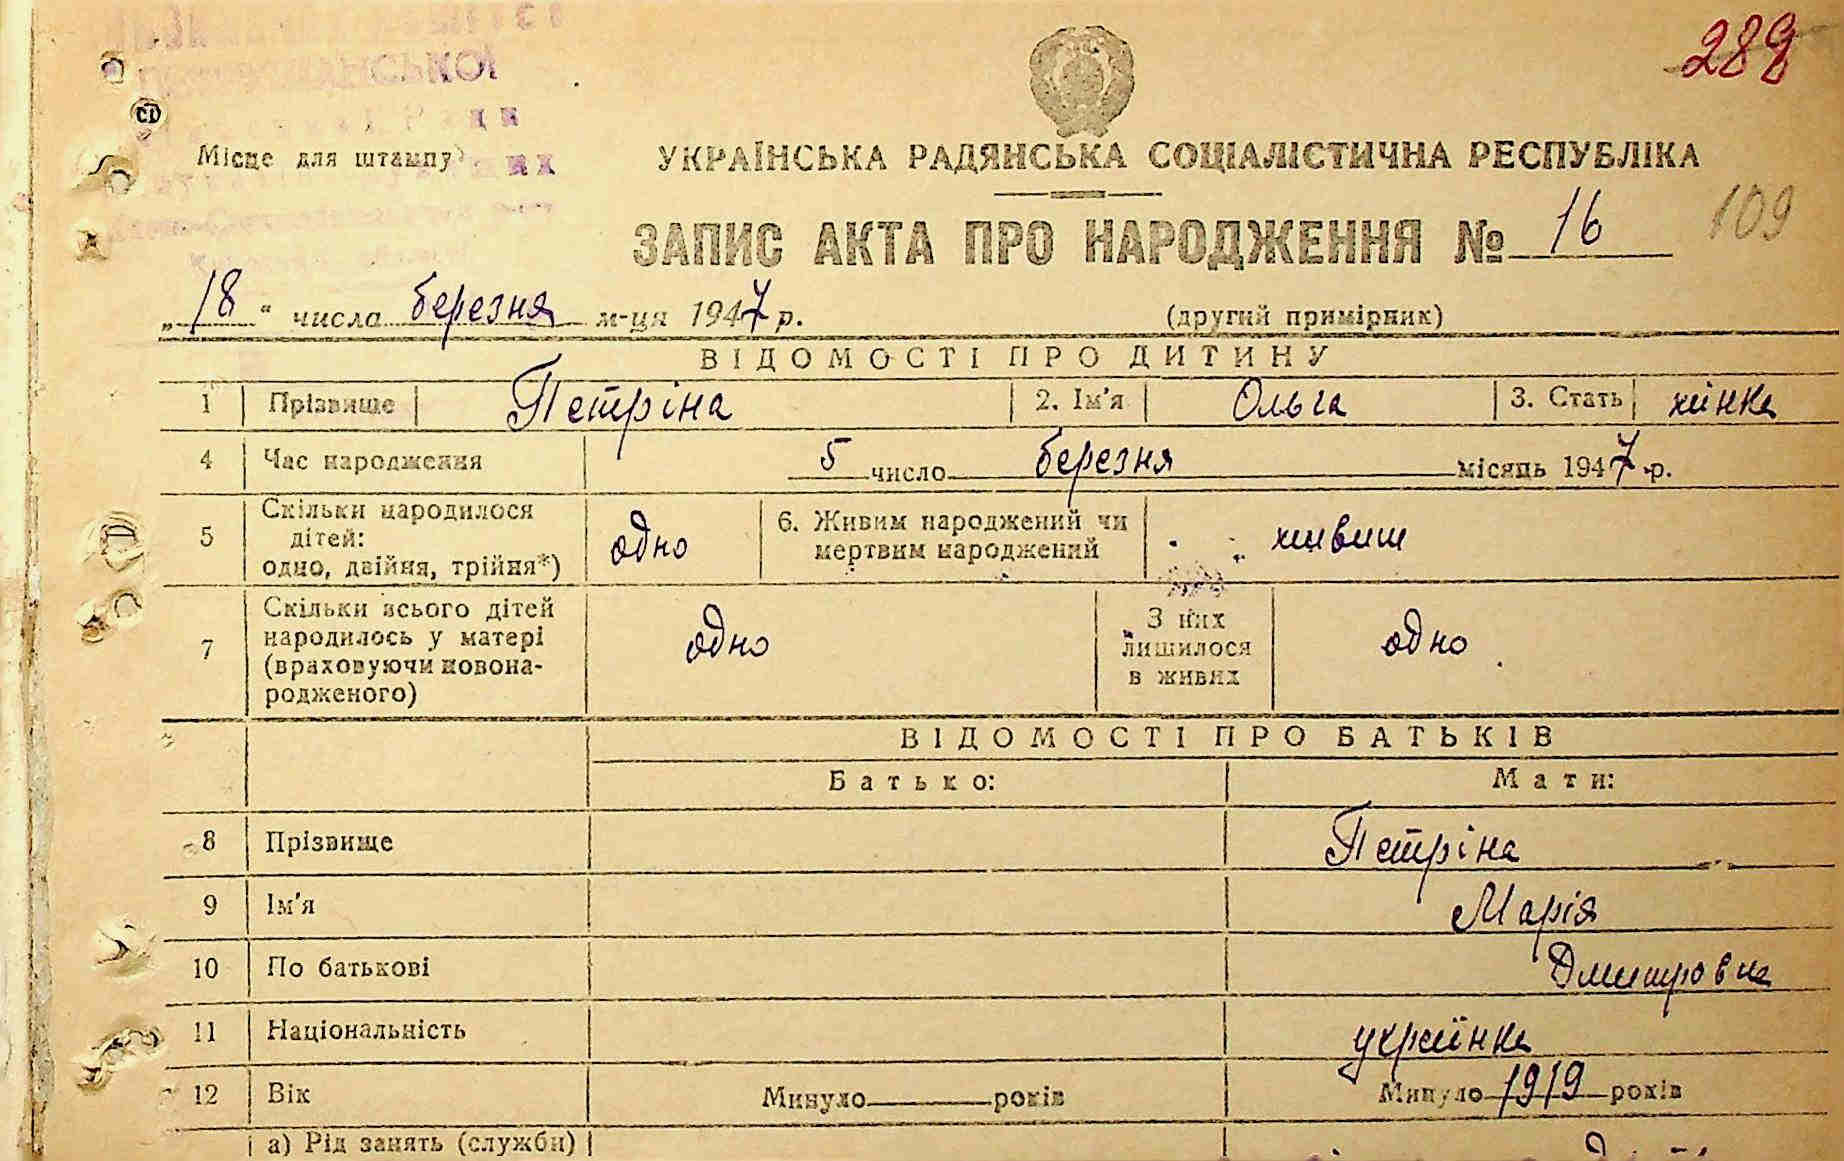 289
Місце для штампу
УКРАЇНСЬКА РАДЯНСЬКА СОЦІАЛІСТИЧНА РЕСПУБЛІКА
ЗАПИС АКТА ПРО НАРОДЖЕННЯ № 16 109
„18“ числа березня м-ця 1947 р. (другий примірник)
ВІДОМОСТІ ПРО ДИТИНУ
1 Прізвище Петріна 2. Ім'я Ольга 3. Стать жінка
4 Час народження 5 число березня місяць 1947 р.
5 Скільки народилося дітей: одно, двійня, трійня*) одно 6. Живим народжений чи мертвим народжений живим
7 Скільки всього дітей народилось у матері (враховуючи новонародженого) одно З них лишилося в живих одно
ВІДОМОСТІ ПРО БАТЬКІВ
Батько: Мати:
8 Прізвище Петріна
9 Ім'я Марія
10 По батькові Дмитровна
11 Національність українка
12 Вік Минуло років Минуло 1919 років
а) Рід занять (служби)